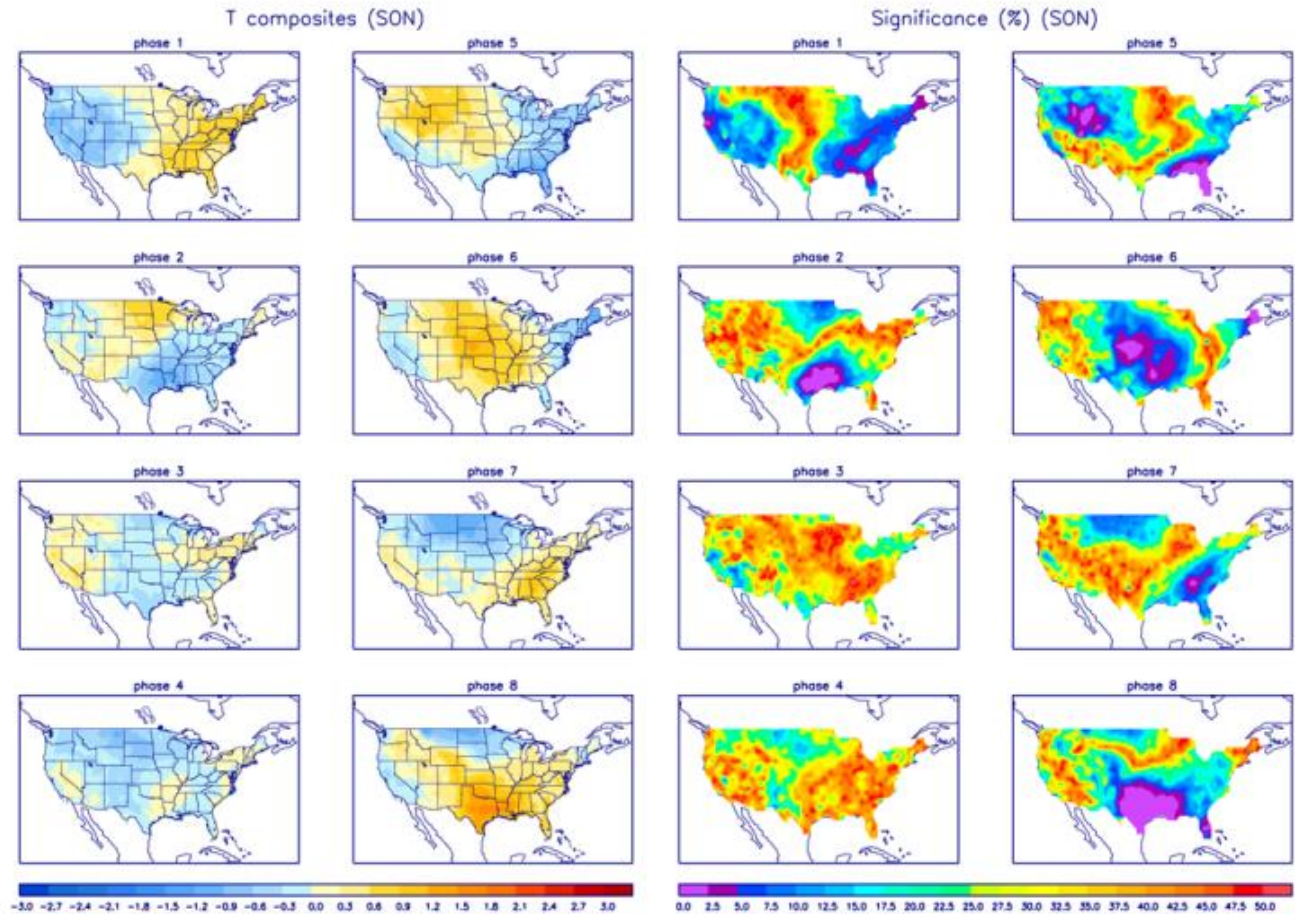 T composites (SON)
Significance (%) (SON)
phase 1
phase 5
phase 1
phase 5
phase 2
phase 6
phase 2
phase 6
phase 3
phase 7
phase 3
phase 7
phase 4
phase 8
phase 4
phase 8
-3.0 -2.7 -2.4 -2.1 -1.8 -1.5 -1.2 -0.9 -0.6 -0.3 0.0 0.3 0.6 0.9 1.2 1.5 1.8 2.1 2.4 2.7 3.0
0.0 2.5 5.0 7.5 10.0 12.5 15.0 17.5 20.0 22.5 25.0 27.5 30.0 32.5 35.0 37.5 40.0 42.5 45.0 47.5 50.0